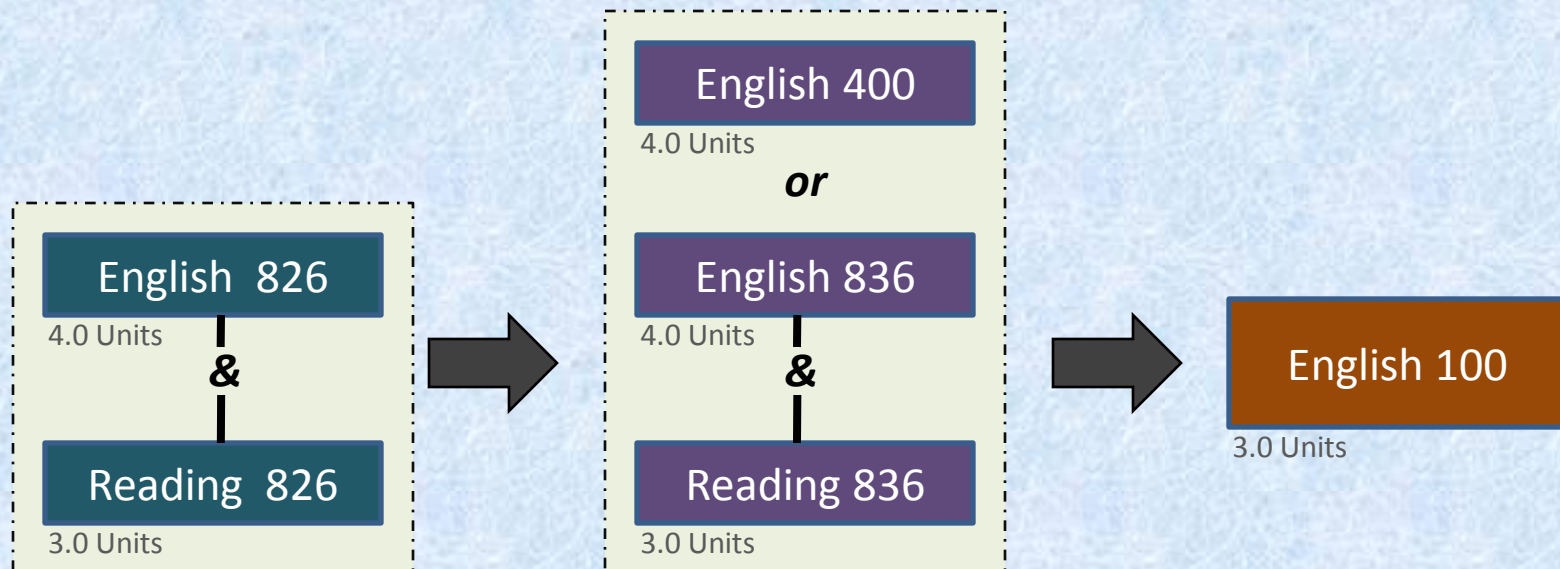 English 826
4.0 Units
&
Reading 826
3.0 Units
English 400
4.0 Units
or
English 836
4.0 Units
&
Reading 836
3.0 Units
English 100
3.0 Units